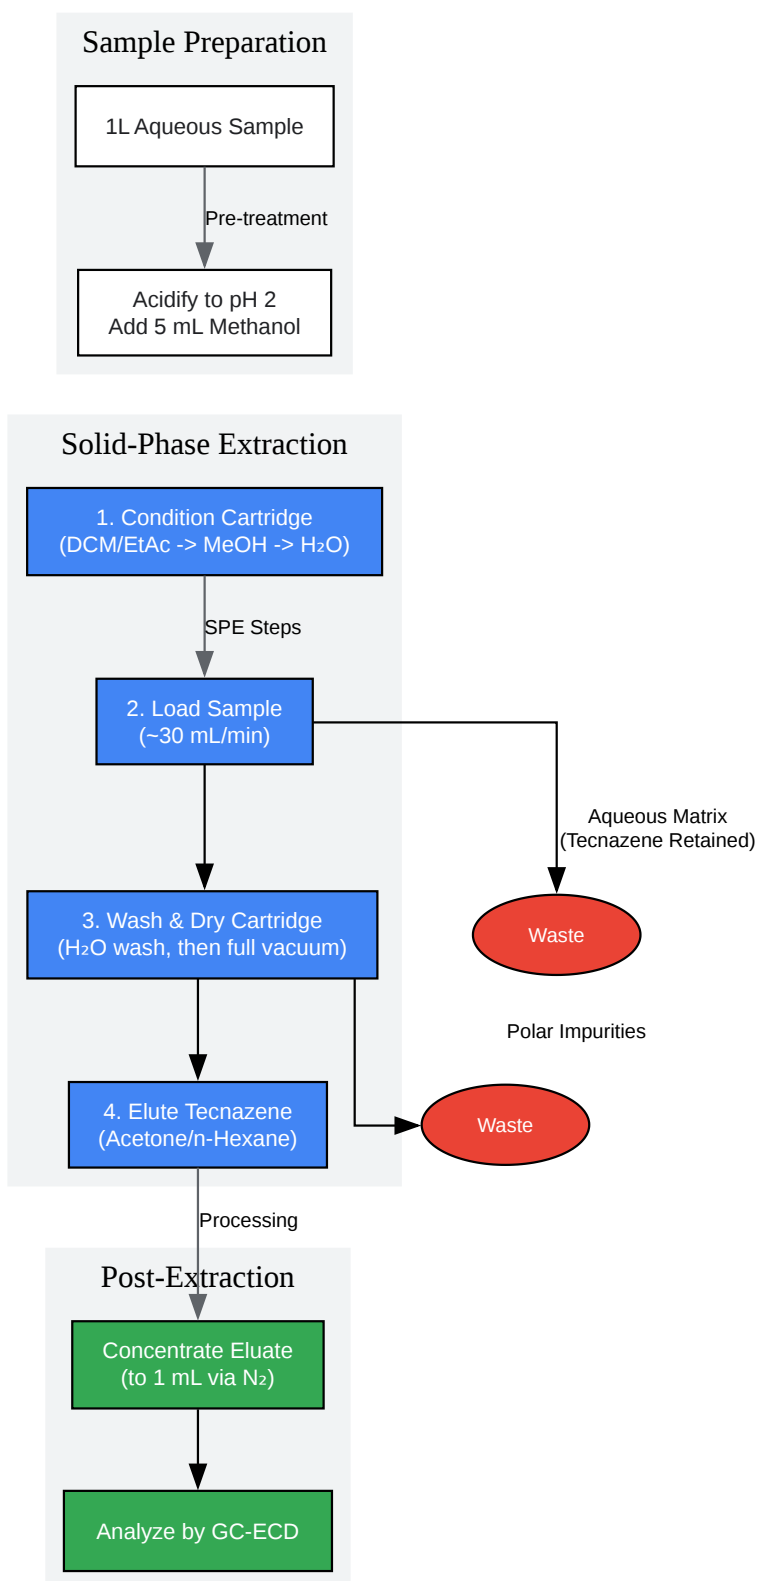 Sample Preparation
1L Aqueous Sample
Pre-treatment
Acidify to pH 2
Add 5 mL Methanol
Solid-Phase Extraction
1. Condition Cartridge
(DCM/EtAc -> MeOH -> H₂O)
SPE Steps
2. Load Sample
(~30 mL/min)
Aqueous Matrix
(Tecnazene Retained)
3. Wash & Dry Cartridge
(H₂O wash, then full vacuum)
Waste
Polar Impurities
4. Elute Tecnazene
(Acetone/n-Hexane)
Waste
Processing
Post-Extraction
Concentrate Eluate
(to 1 mL via N₂)
Analyze by GC-ECD